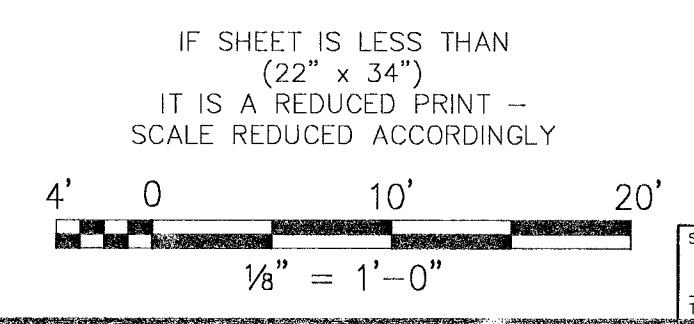 IF SHEET IS LESS THAN
(22" x 34")
IT IS A REDUCED PRINT –
SCALE REDUCED ACCORDINGLY
4' 0 10' 20'
⅛" = 1'-0"